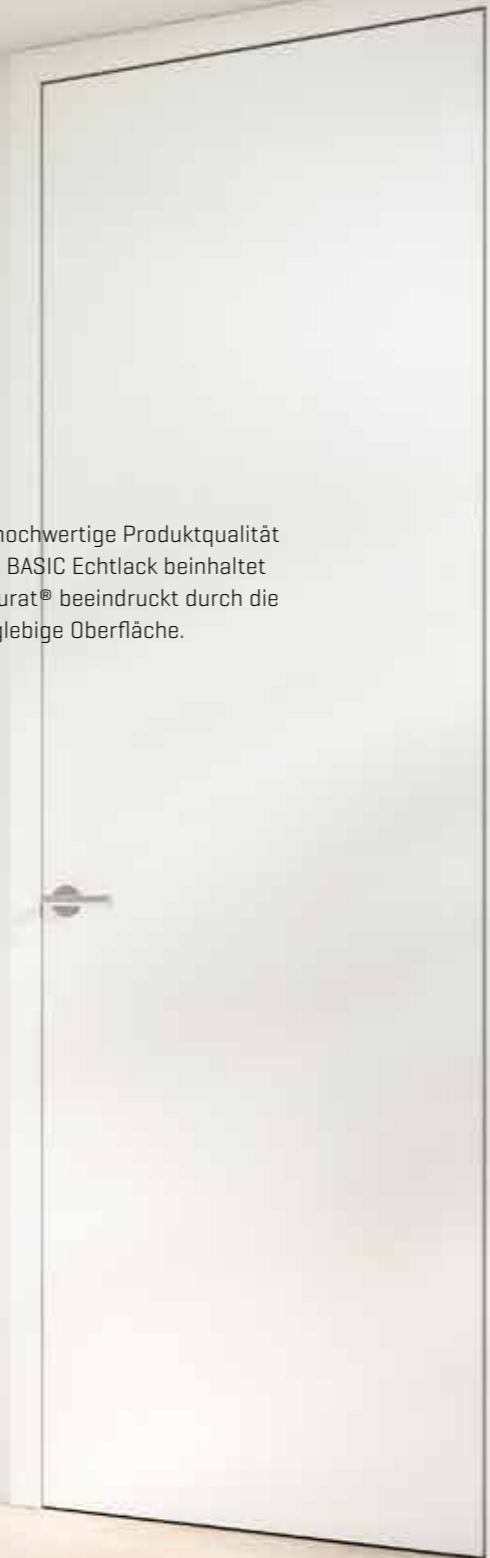 hochwertige Produktqualität
BASIC Echtlack beinhaltet
urat® beeindruckt durch die
glebige Oberfläche.